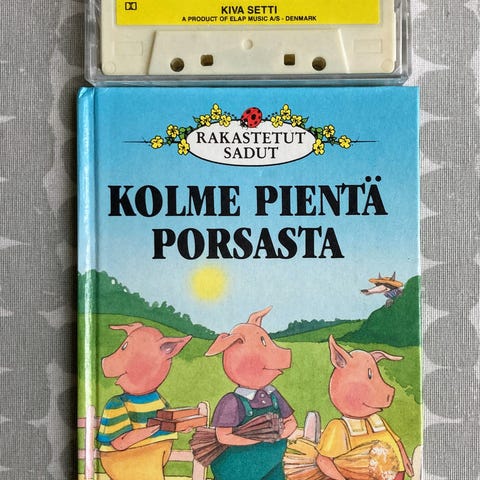 KIVA SETTI
A PRODUCT OF ELAP MUSIC A/S - DENMARK
RAKASTETUT
SADUT
KOLME PIENTÄ
PORSASTA